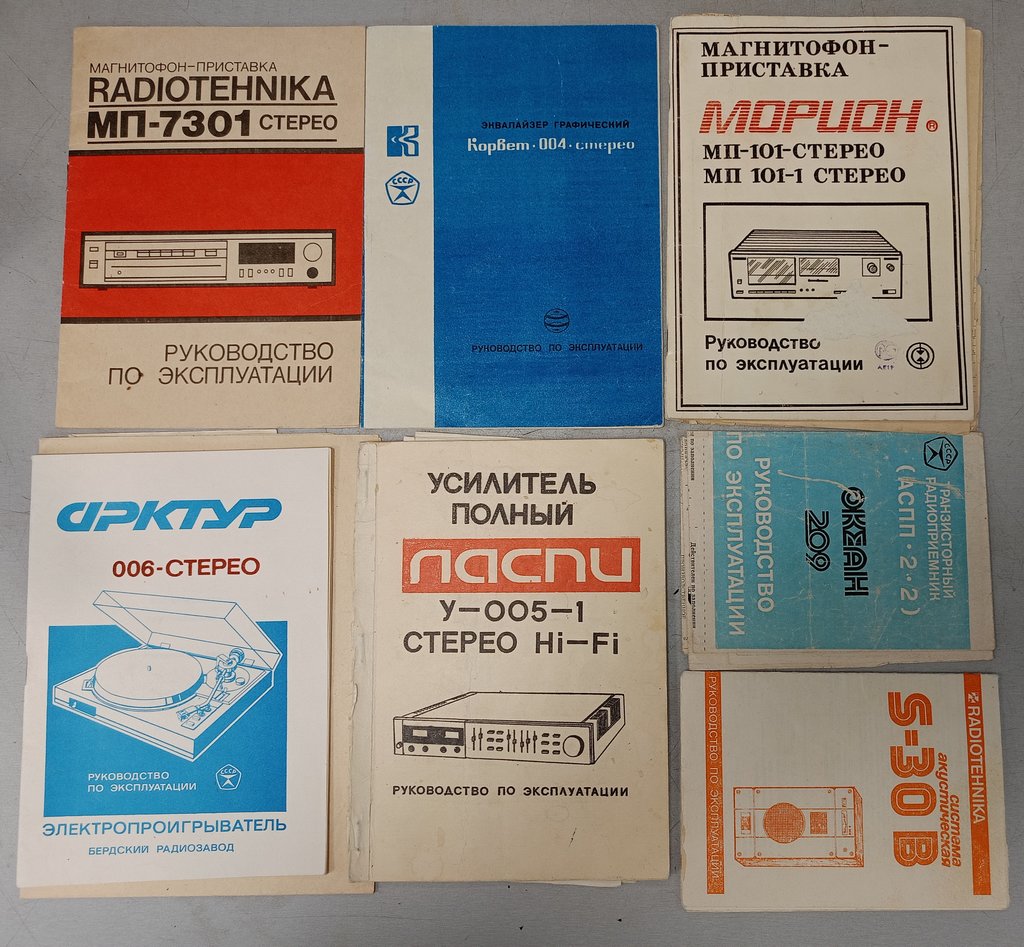 МАГНИТОФОН-ПРИСТАВКА
RADIOTEHNIKA
МП-7301 СТЕРЕО
РУКОВОДСТВО
ПО ЭКСПЛУАТАЦИИ
СССР
ЭКВАЛАЙЗЕР ГРАФИЧЕСКИЙ
Корвет·004·стерео
РУКОВОДСТВО ПО ЭКСПЛУАТАЦИИ
МАГНИТОФОН-
ПРИСТАВКА
МОРИОН®
МП-101-СТЕРЕО
МП 101-1 СТЕРЕО
Руководство
по эксплуатации
АРКТУР
006-СТЕРЕО
РУКОВОДСТВО
ПО ЭКСПЛУАТАЦИИ
СССР
ЭЛЕКТРОПРОИГРЫВАТЕЛЬ
БЕРДСКИЙ РАДИОЗАВОД
УСИЛИТЕЛЬ
ПОЛНЫЙ
ЛАСПИ
У-005-1
СТЕРЕО Hi-Fi
РУКОВОДСТВО ПО ЭКСПЛУАТАЦИИ
СССР
ТРАНЗИСТОРНЫЙ
РАДИОПРИЕМНИК
(АСПП·2·2)
ОКЕАН
209
РУКОВОДСТВО
ПО ЭКСПЛУАТАЦИИ
RADIOTEHNIKA
система
акустическая
S-30B
РУКОВОДСТВО ПО ЭКСПЛУАТАЦИИ